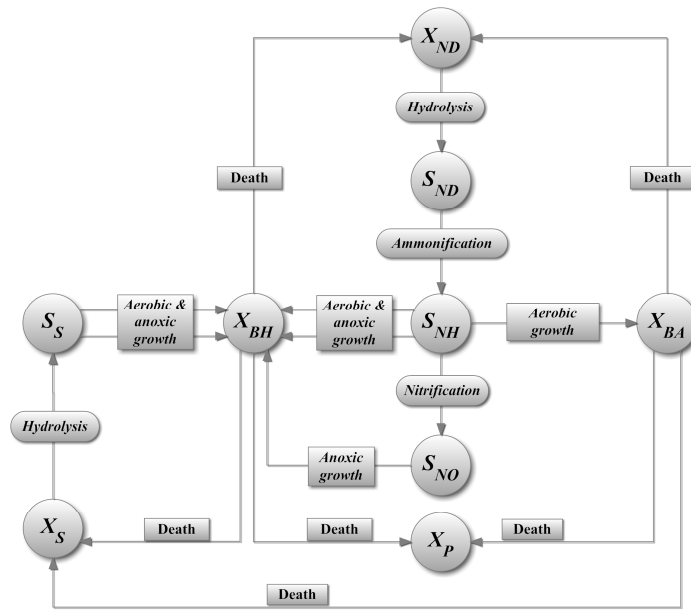 X_ND
Hydrolysis
Death
Death
S_ND
Ammonification
S_S
Aerobic &
anoxic
growth
X_BH
Aerobic &
anoxic
growth
S_NH
Aerobic
growth
X_BA
Nitrification
Hydrolysis
Anoxic
growth
S_NO
X_S
Death
Death
X_P
Death
Death